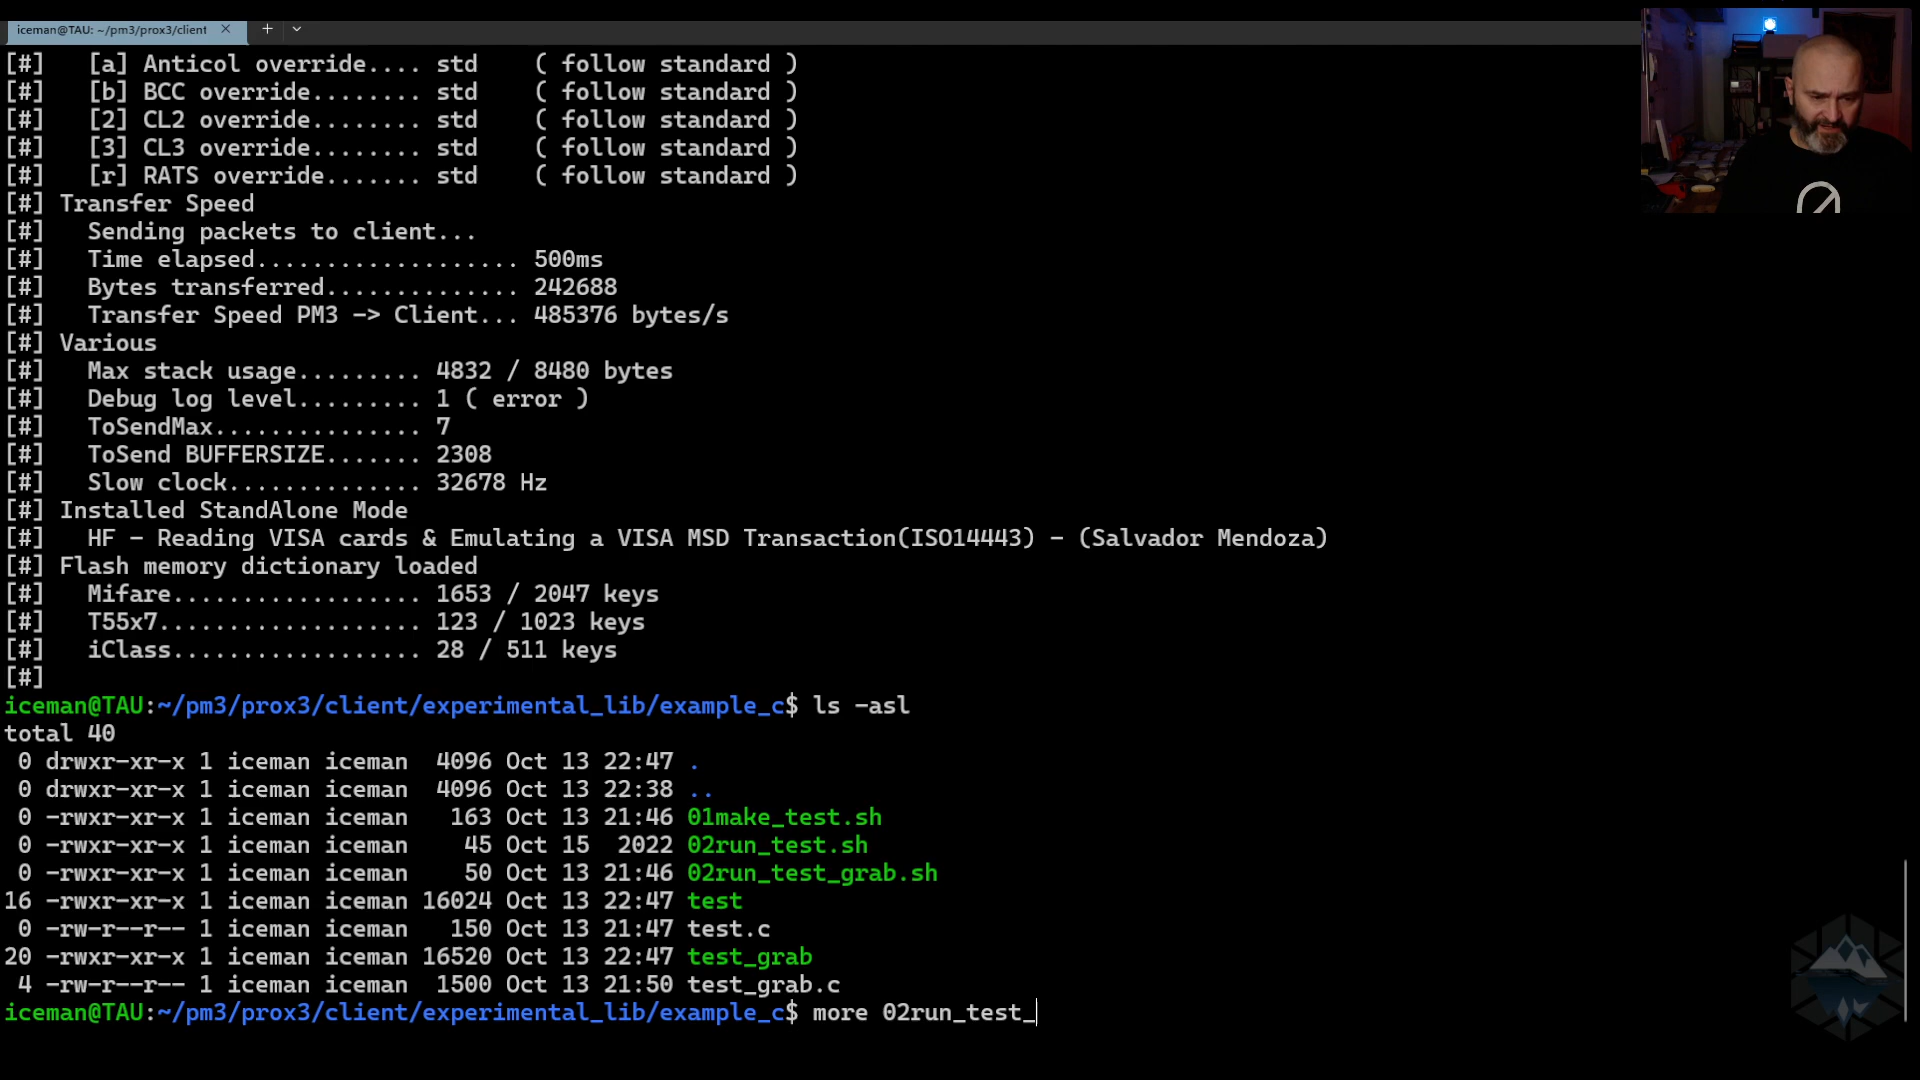 iceman@TAU: ~/pm3/prox3/client
[#]   [a] Anticol override.... std    ( follow standard )
[#]   [b] BCC override........ std    ( follow standard )
[#]   [2] CL2 override........ std    ( follow standard )
[#]   [3] CL3 override........ std    ( follow standard )
[#]   [r] RATS override....... std    ( follow standard )
[#] Transfer Speed
[#]   Sending packets to client...
[#]   Time elapsed................... 500ms
[#]   Bytes transferred.............. 242688
[#]   Transfer Speed PM3 -> Client... 485376 bytes/s
[#] Various
[#]   Max stack usage......... 4832 / 8480 bytes
[#]   Debug log level......... 1 ( error )
[#]   ToSendMax............... 7
[#]   ToSend BUFFERSIZE....... 2308
[#]   Slow clock.............. 32678 Hz
[#] Installed StandAlone Mode
[#]   HF - Reading VISA cards & Emulating a VISA MSD Transaction(ISO14443) - (Salvador Mendoza)
[#] Flash memory dictionary loaded
[#]   Mifare.................. 1653 / 2047 keys
[#]   T55x7................... 123 / 1023 keys
[#]   iClass.................. 28 / 511 keys
[#]
iceman@TAU:~/pm3/prox3/client/experimental_lib/example_c$ ls -asl
total 40
 0 drwxr-xr-x 1 iceman iceman  4096 Oct 13 22:47 .
 0 drwxr-xr-x 1 iceman iceman  4096 Oct 13 22:38 ..
 0 -rwxr-xr-x 1 iceman iceman   163 Oct 13 21:46 01make_test.sh
 0 -rwxr-xr-x 1 iceman iceman    45 Oct 15  2022 02run_test.sh
 0 -rwxr-xr-x 1 iceman iceman    50 Oct 13 21:46 02run_test_grab.sh
16 -rwxr-xr-x 1 iceman iceman 16024 Oct 13 22:47 test
 0 -rw-r--r-- 1 iceman iceman   150 Oct 13 21:47 test.c
20 -rwxr-xr-x 1 iceman iceman 16520 Oct 13 22:47 test_grab
 4 -rw-r--r-- 1 iceman iceman  1500 Oct 13 21:50 test_grab.c
iceman@TAU:~/pm3/prox3/client/experimental_lib/example_c$ more 02run_test_